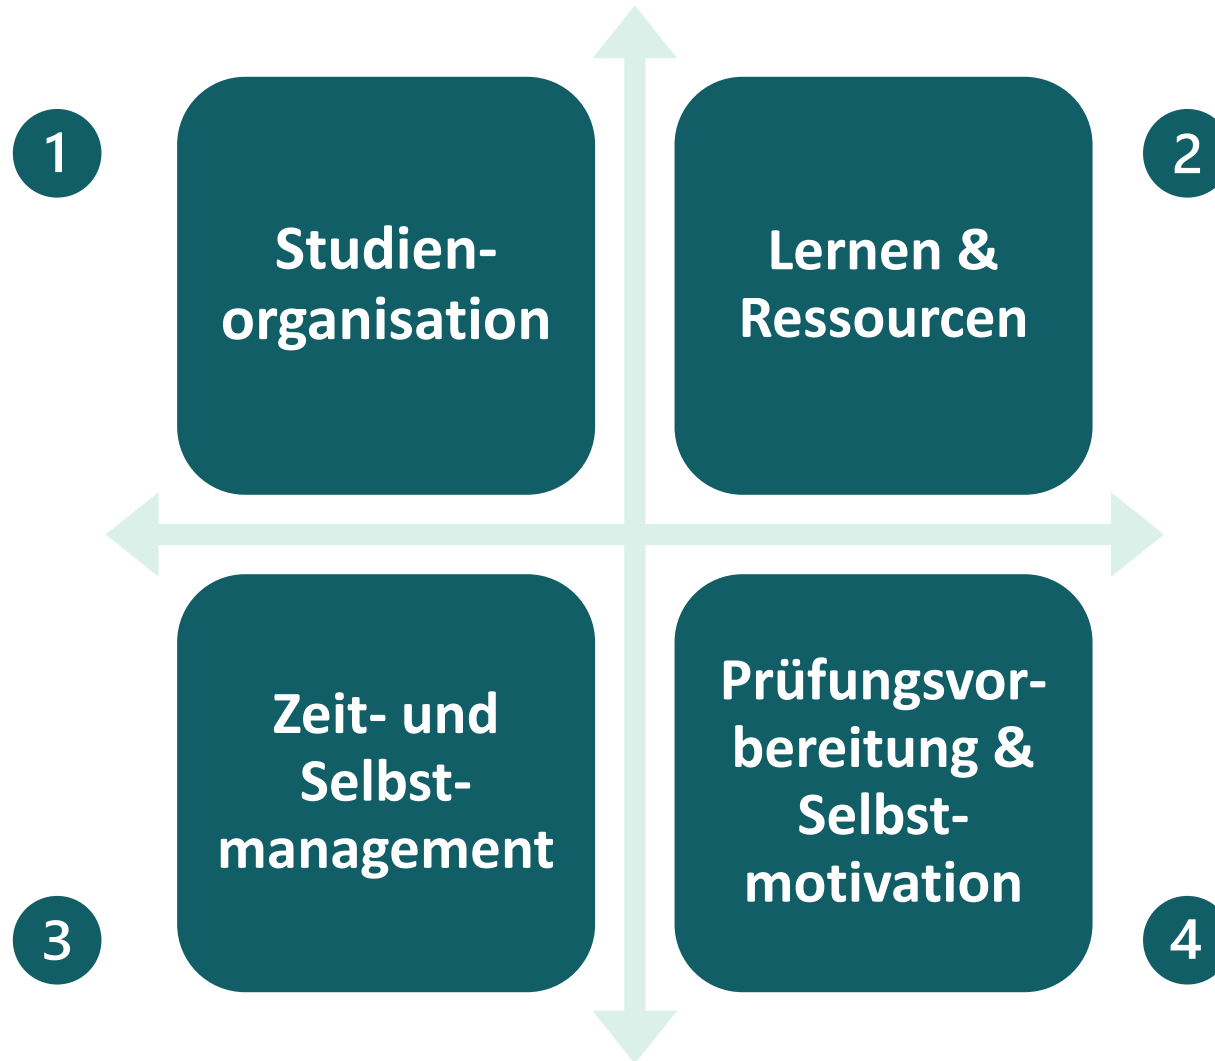 1
Studien-
organisation
2
Lernen &
Ressourcen
3
Zeit- und
Selbst-
management
4
Prüfungsvor-
bereitung &
Selbst-
motivation